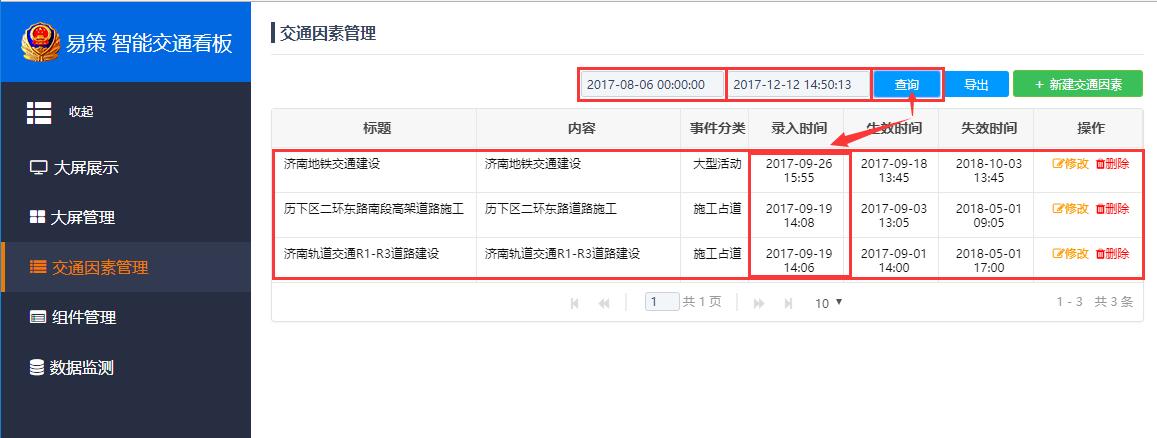 易策 智能交通看板
收起
大屏展示
大屏管理
交通因素管理
组件管理
数据监测
交通因素管理
2017-08-06 00:00:00 2017-12-12 14:50:13 查询 导出 + 新建交通因素
标题 内容 事件分类 录入时间 生效时间 失效时间 操作
济南地铁交通建设 济南地铁交通建设 大型活动 2017-09-26 2017-09-18 2018-10-03 修改 删除
15:55 13:45 13:45
历下区二环东路南段高架道路施工 历下区二环东路道路施工 施工占道 2017-09-19 2017-09-03 2018-05-01 修改 删除
14:08 13:05 09:05
济南轨道交通R1-R3道路建设 济南轨道交通R1-R3道路建设 施工占道 2017-09-19 2017-09-01 2018-05-01 修改 删除
14:06 14:00 17:00
1 共 1 页 10 1 - 3 共 3 条